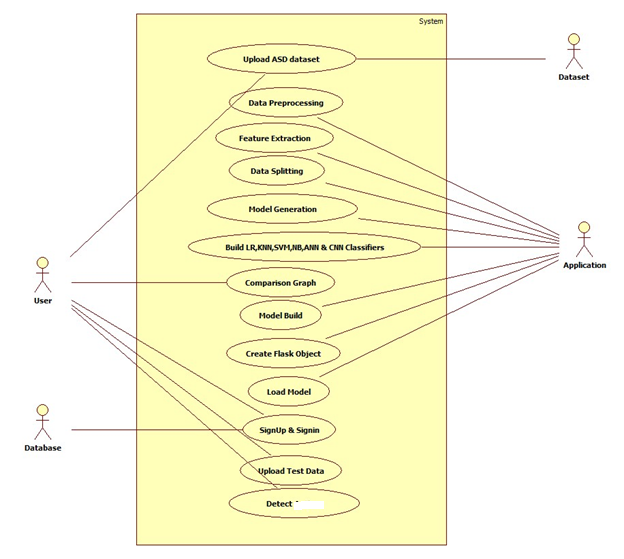 System
Upload ASD dataset
Dataset
Data Preprocessing
Feature Extraction
Data Splitting
Model Generation
Build LR,KNN,SVM,NB,ANN & CNN Classifiers
Application
Comparison Graph
User
Model Build
Create Flask Object
Load Model
SignUp & Signin
Database
Upload Test Data
Detect